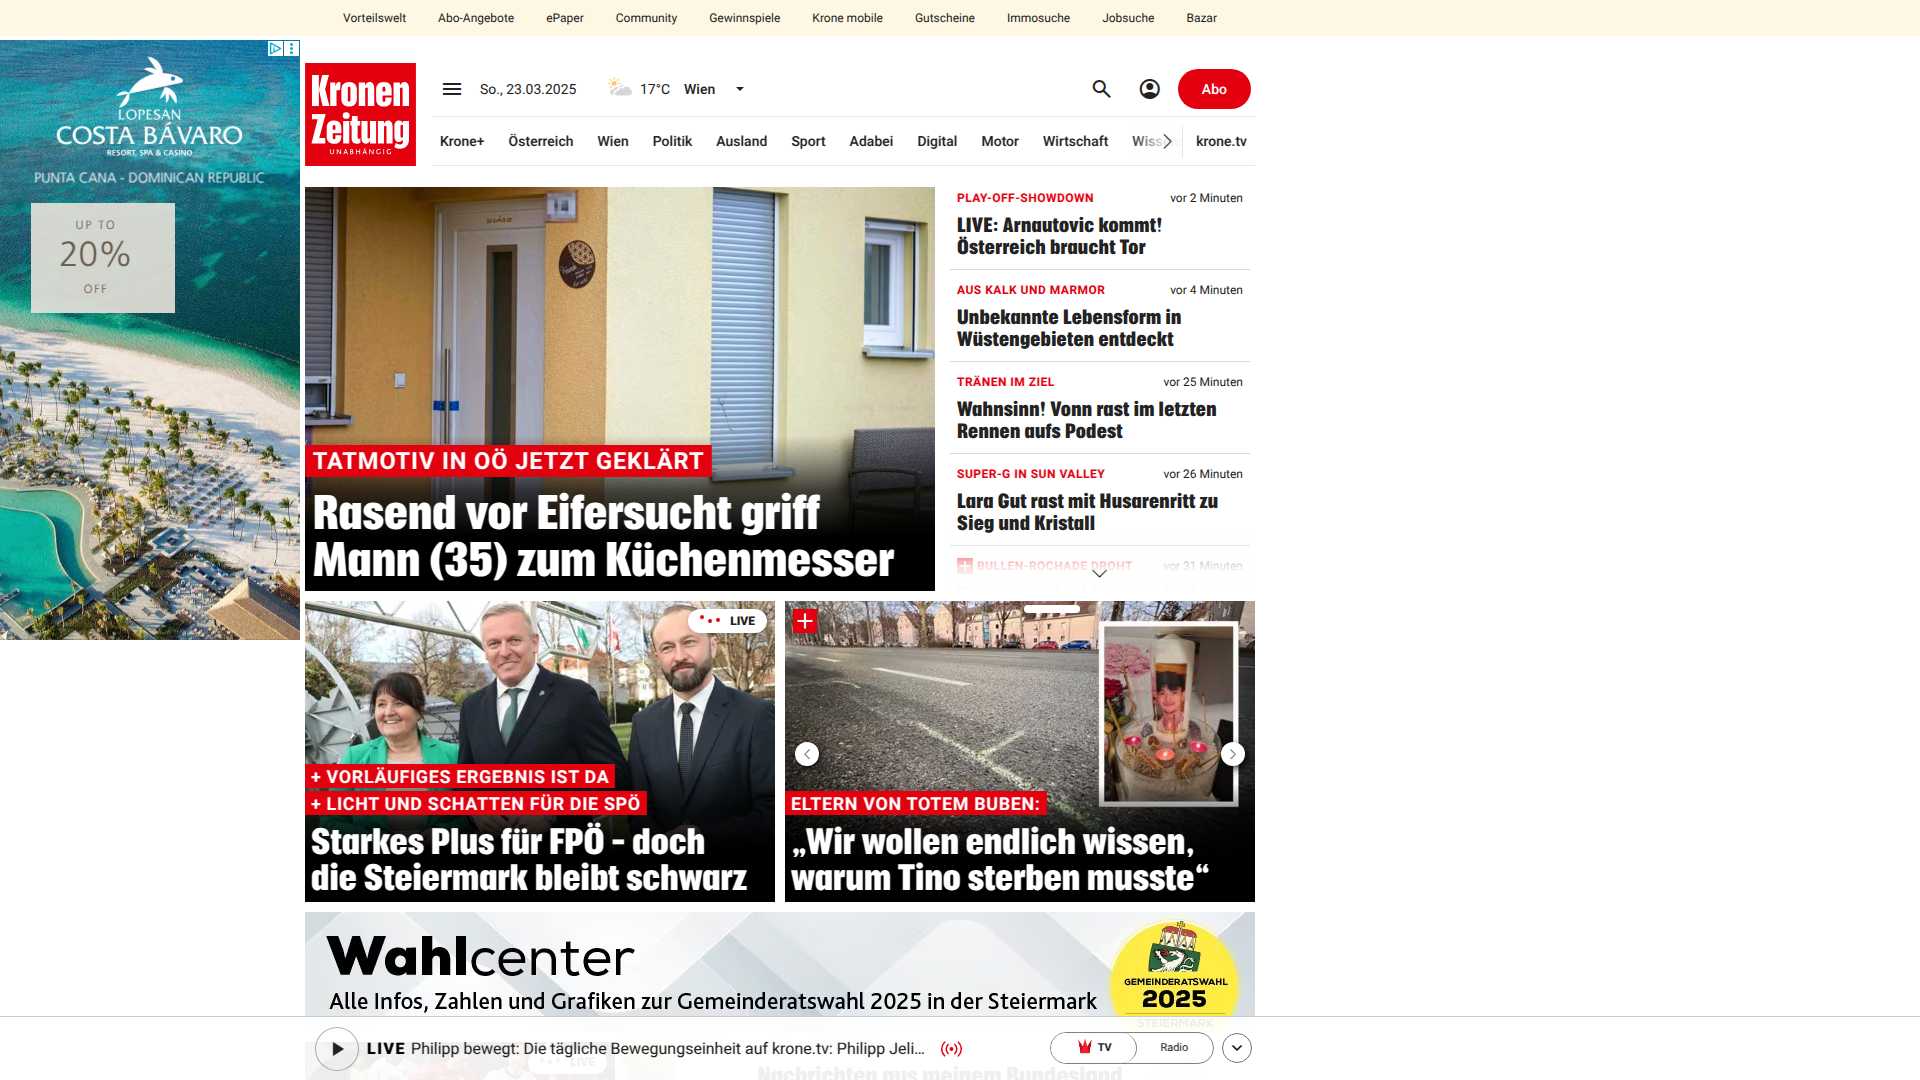 Vorteilswelt
Abo-Angebote
ePaper
Community
Gewinnspiele
Krone mobile
Gutscheine
Immosuche
Jobsuche
Bazar
LOPESAN
COSTA BÁVARO
RESORT, SPA & CASINO
PUNTA CANA - DOMINICAN REPUBLIC
UP TO
20%
OFF
Kronen
Zeitung
UNABHÄNGIG
So., 23.03.2025
17°C
Wien
Abo
Krone+
Österreich
Wien
Politik
Ausland
Sport
Adabei
Digital
Motor
Wirtschaft
krone.tv
TATMOTIV IN OÖ JETZT GEKLÄRT
Rasend vor Eifersucht griff
Mann (35) zum Küchenmesser
PLAY-OFF-SHOWDOWN
vor 2 Minuten
LIVE: Arnautovic kommt!
Österreich braucht Tor
AUS KALK UND MARMOR
vor 4 Minuten
Unbekannte Lebensform in
Wüstengebieten entdeckt
TRÄNEN IM ZIEL
vor 25 Minuten
Wahnsinn! Vonn rast im letzten
Rennen aufs Podest
SUPER-G IN SUN VALLEY
vor 26 Minuten
Lara Gut rast mit Husarenritt zu
Sieg und Kristall
BULLEN-ROCHADE DROHT
vor 31 Minuten
LIVE
+ VORLÄUFIGES ERGEBNIS IST DA
+ LICHT UND SCHATTEN FÜR DIE SPÖ
Starkes Plus für FPÖ – doch
die Steiermark bleibt schwarz
ELTERN VON TOTEM BUBEN:
„Wir wollen endlich wissen,
warum Tino sterben musste“
Wahlcenter
Alle Infos, Zahlen und Grafiken zur Gemeinderatswahl 2025 in der Steiermark
GEMEINDERATSWAHL
2025
STEIERMARK
LIVE Philipp bewegt: Die tägliche Bewegungseinheit auf krone.tv: Philipp Jeli...
TV
Radio
LIVE
Nachrichten aus meinem Bundesland